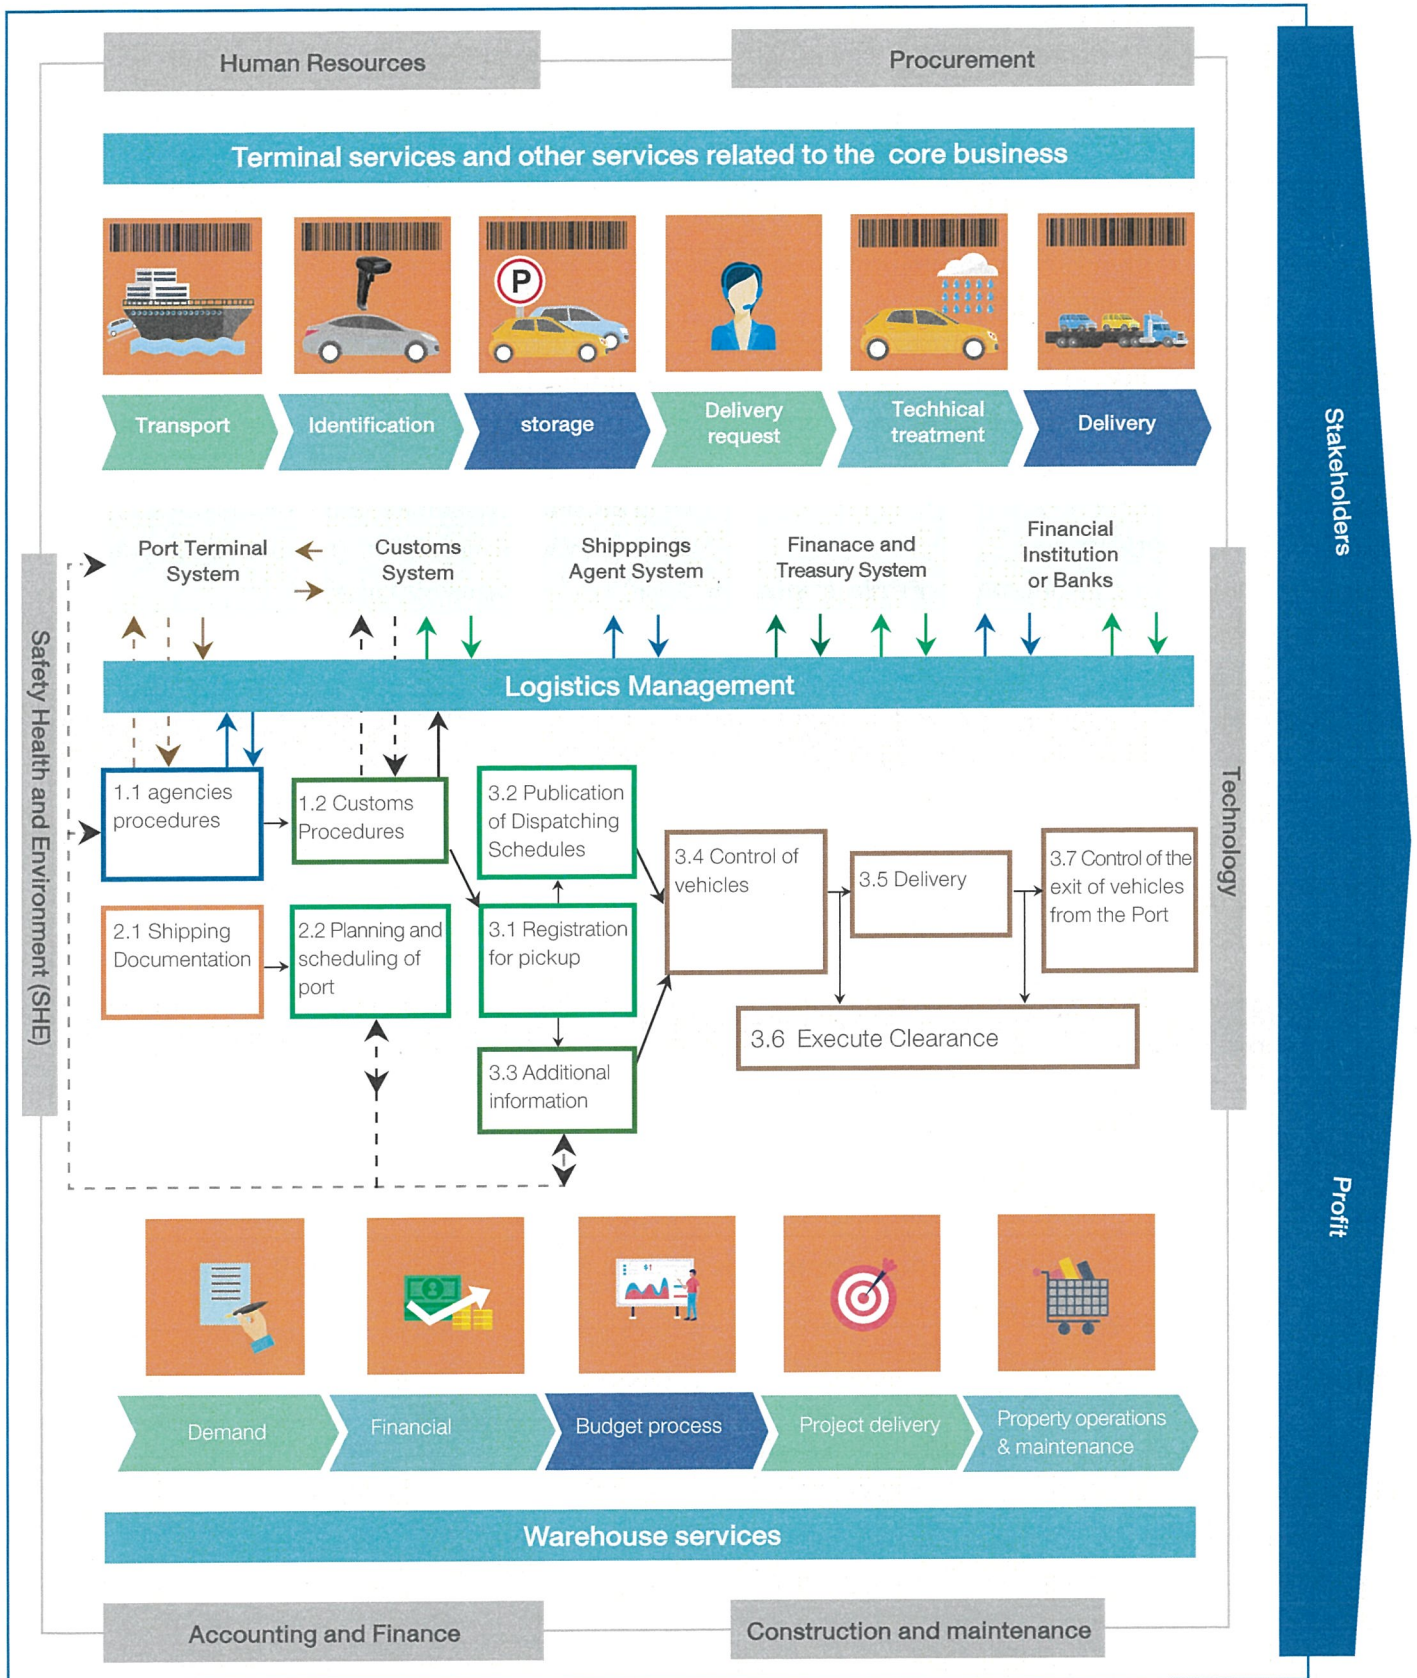 Human Resources
Procurement
Terminal services and other services related to the core business
P
Transport
Identification
storage
Delivery
request
Techhical
treatment
Delivery
Port Terminal
System
Customs
System
Shipppings
Agent System
Finanace and
Treasury System
Financial
Institution
or Banks
Logistics Management
1.1 agencies
procedures
1.2 Customs
Procedures
3.2 Publication
of Dispatching
Schedules
3.4 Control of
vehicles
3.5 Delivery
3.7 Control of the
exit of vehicles
from the Port
2.1 Shipping
Documentation
2.2 Planning and
scheduling of
port
3.1 Registration
for pickup
3.6 Execute Clearance
3.3 Additional
information
Safety Health and Environment (SHE)
Technology
Stakeholders
Profit
$↑
Demand
Financial
Budget process
Project delivery
Property operations
& maintenance
Warehouse services
Accounting and Finance
Construction and maintenance